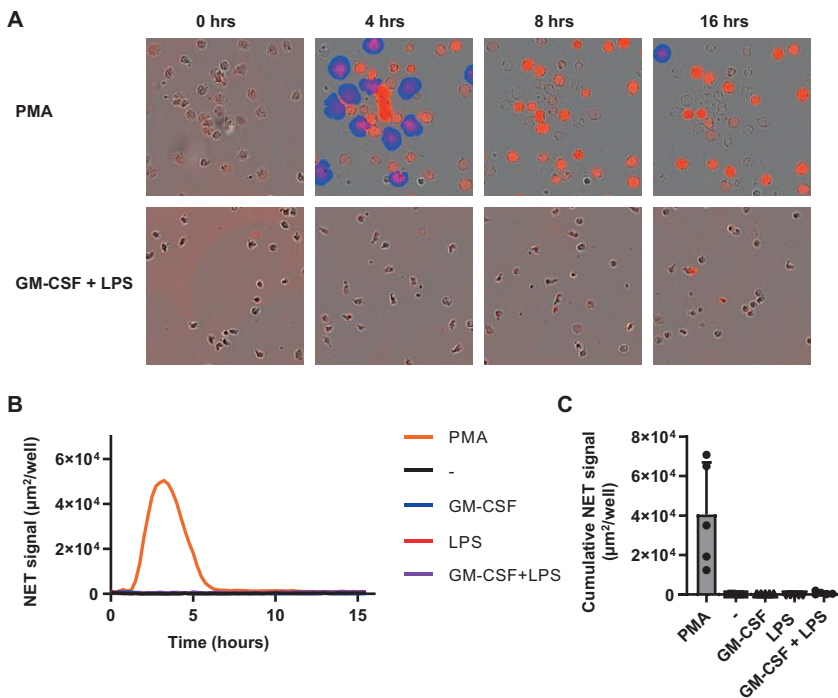 A
0 hrs 4 hrs 8 hrs 16 hrs
PMA
GM-CSF + LPS
B
NET signal (μm²/well)
6×10⁴
4×10⁴
2×10⁴
0
0 5 10 15
Time (hours)
PMA
-
GM-CSF
LPS
GM-CSF+LPS
C
Cumulative NET signal
(μm²/well)
8×10⁴
6×10⁴
4×10⁴
2×10⁴
0
PMA
-
GM-CSF
LPS
GM-CSF + LPS